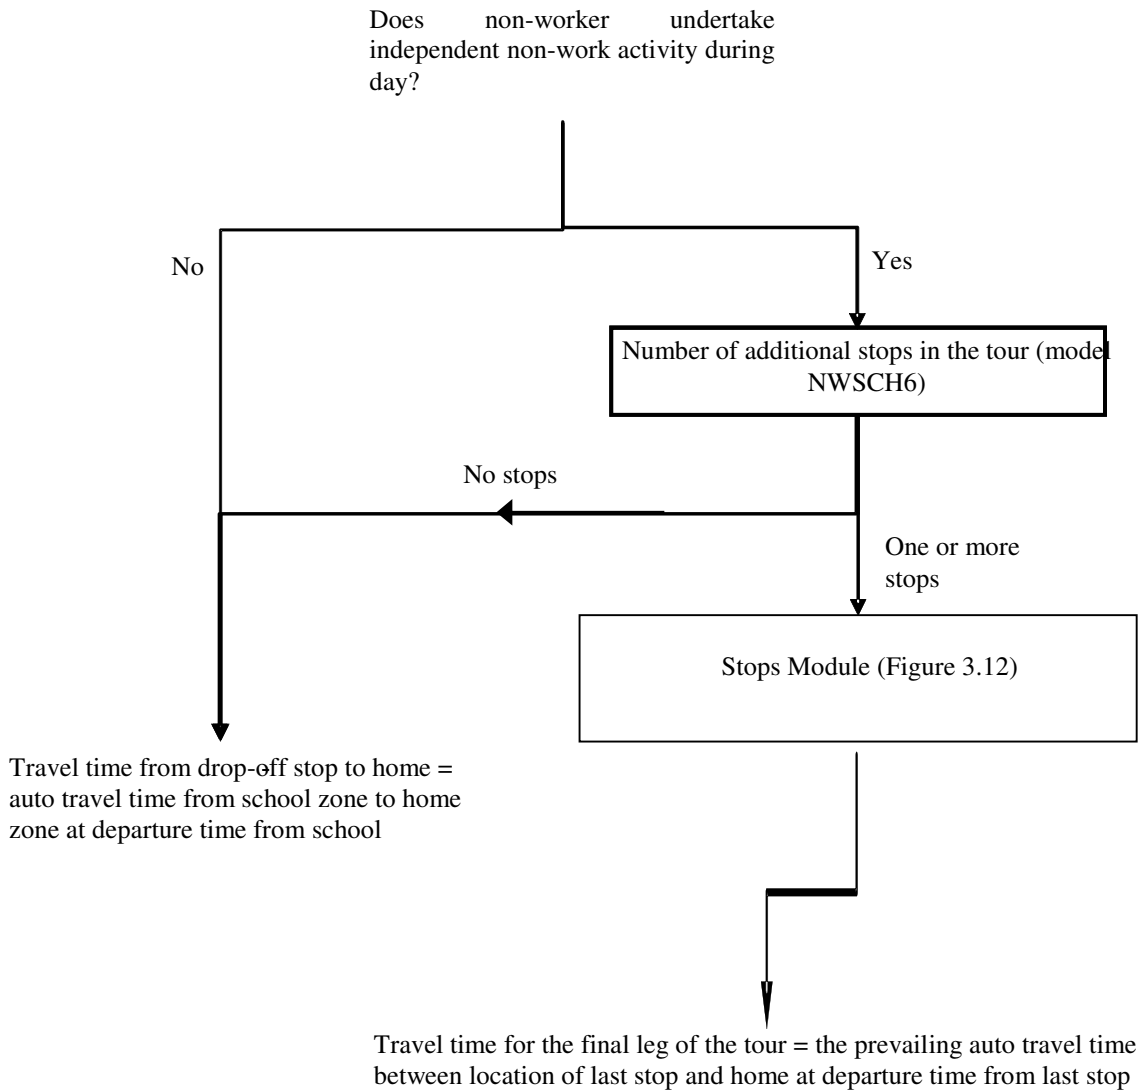 Does non-worker undertake
independent non-work activity during
day?
No
Yes
Number of additional stops in the tour (model
NWSCH6)
No stops
One or more
stops
Stops Module (Figure 3.12)
Travel time from drop-off stop to home =
auto travel time from school zone to home
zone at departure time from school
Travel time for the final leg of the tour = the prevailing auto travel time
between location of last stop and home at departure time from last stop